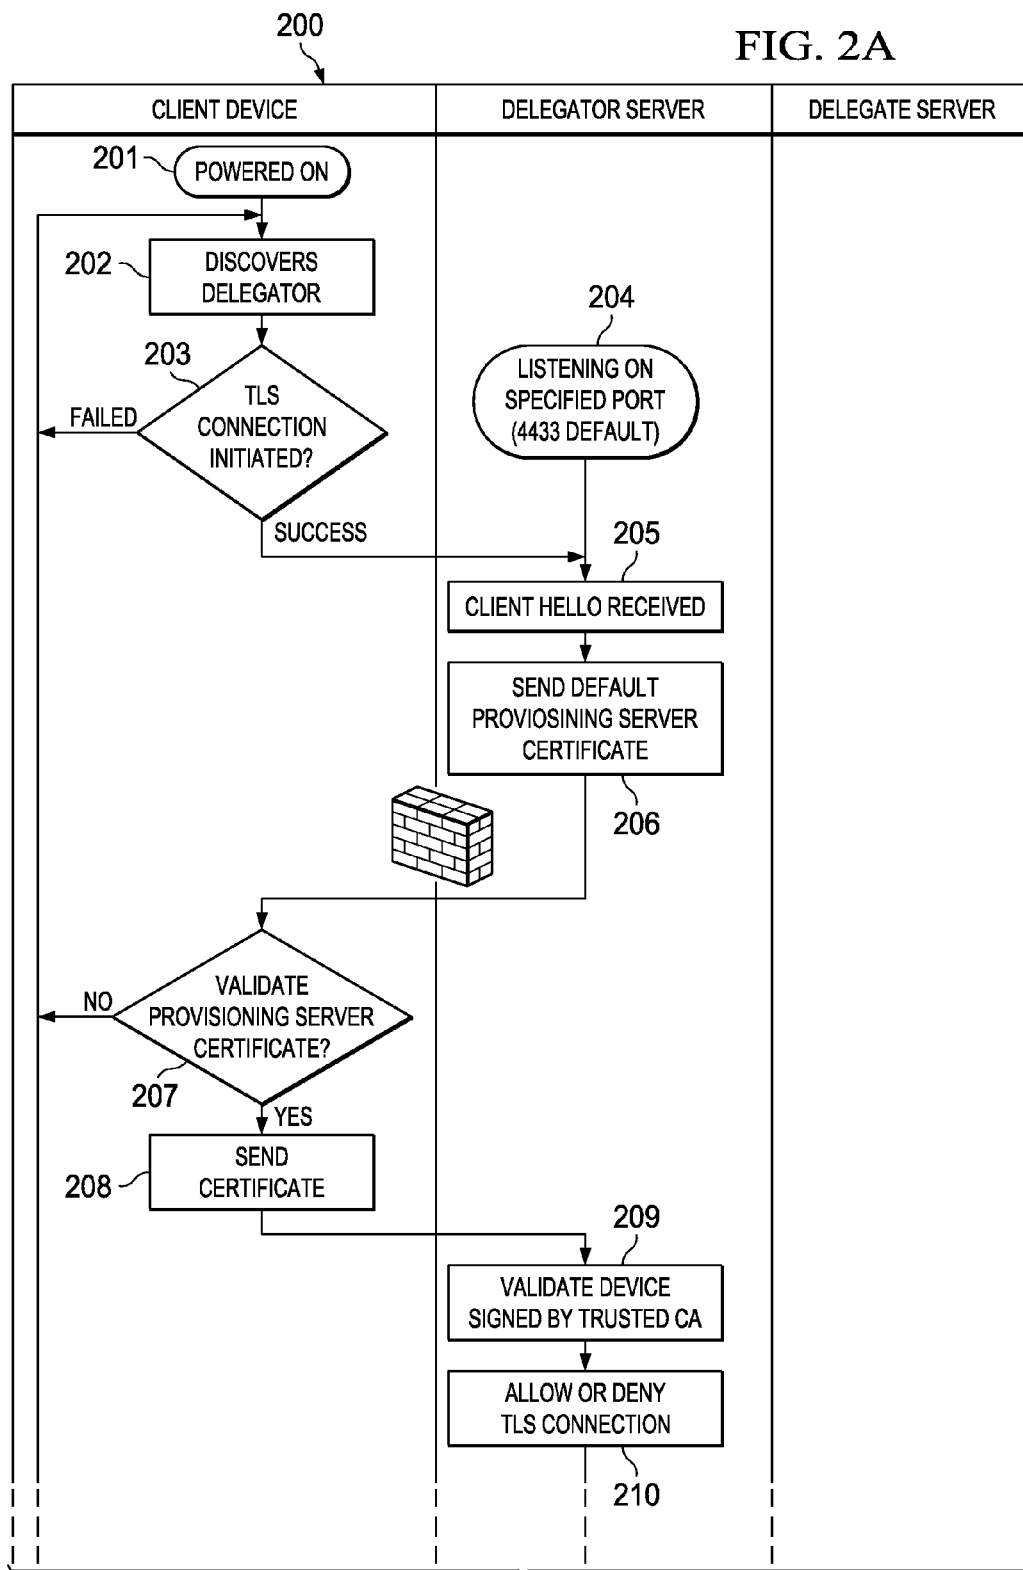 200
FIG. 2A
CLIENT DEVICE
DELEGATOR SERVER
DELEGATE SERVER
201
POWERED ON
202
DISCOVERS
DELEGATOR
203
TLS
CONNECTION
INITIATED?
FAILED
SUCCESS
204
LISTENING ON
SPECIFIED PORT
(4433 DEFAULT)
205
CLIENT HELLO RECEIVED
SEND DEFAULT
PROVIOSINING SERVER
CERTIFICATE
206
VALIDATE
PROVISIONING SERVER
CERTIFICATE?
NO
207
YES
208
SEND
CERTIFICATE
209
VALIDATE DEVICE
SIGNED BY TRUSTED CA
ALLOW OR DENY
TLS CONNECTION
210